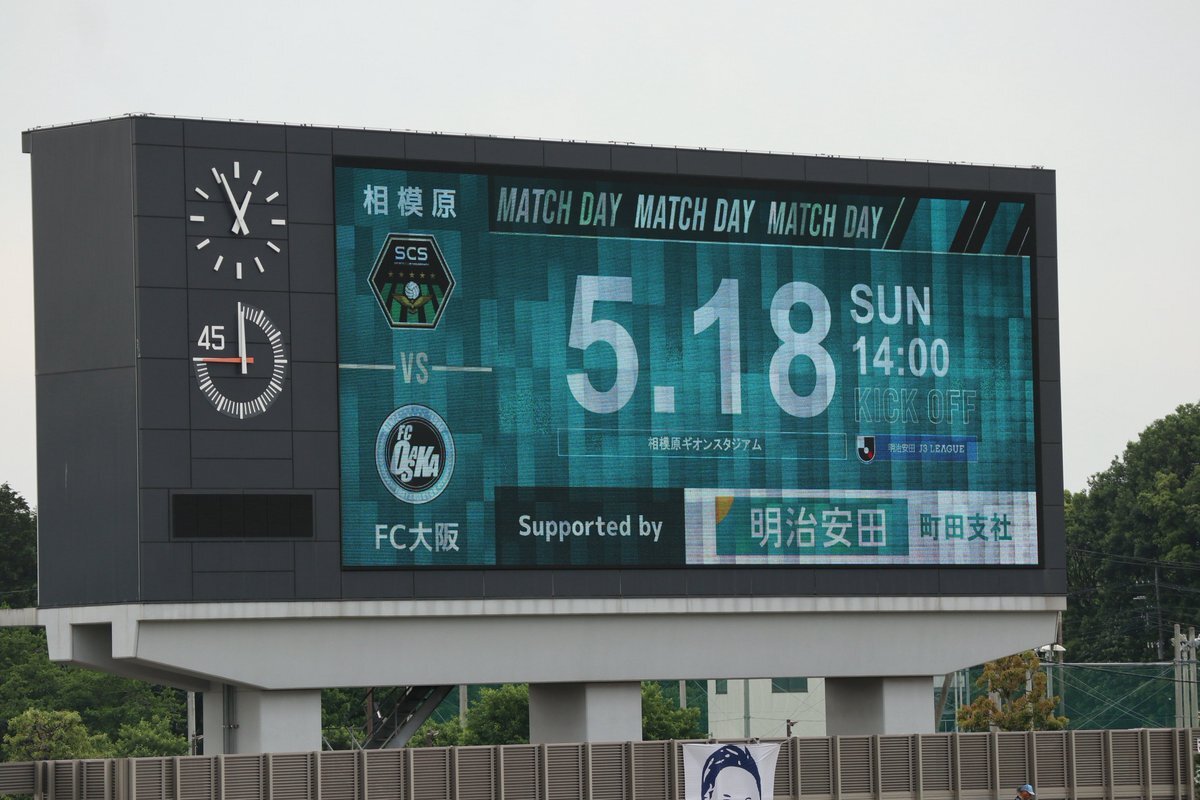 相模原
MATCH DAY MATCH DAY MATCH DAY
SCS
45
VS
5.18
SUN
14:00
KICK OFF
FC OSAKA
FC大阪
相模原ギオンスタジアム
明治安田 J3 LEAGUE
Supported by
明治安田
町田支社